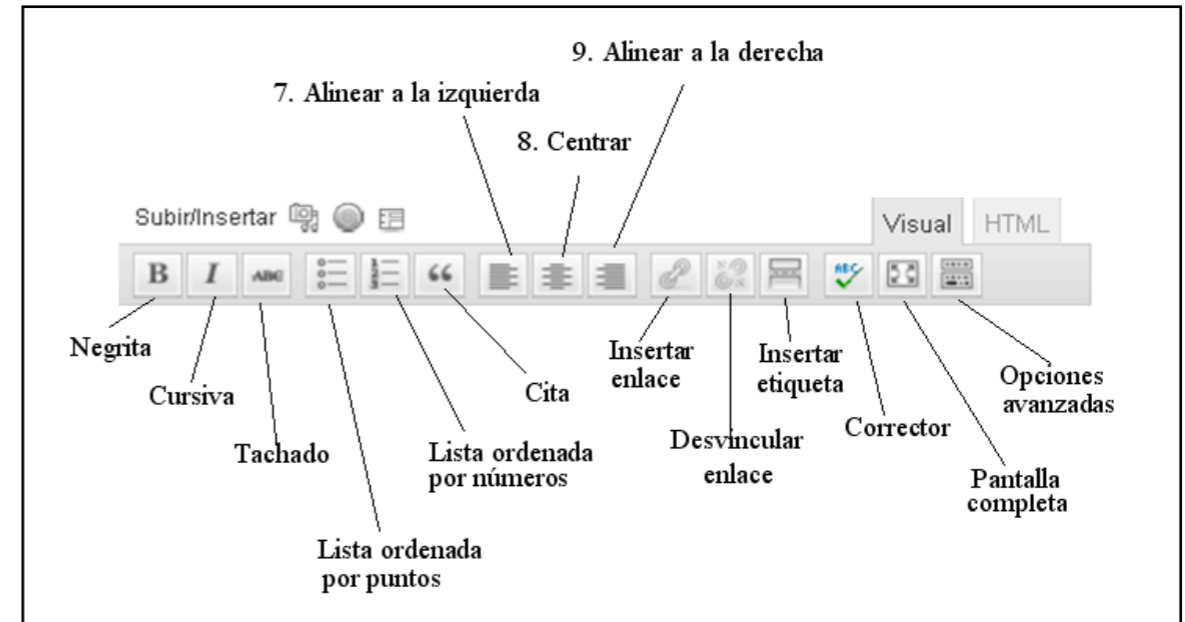 9. Alinear a la derecha
7. Alinear a la izquierda
8. Centrar
Subir/Insertar
Visual
HTML
B
I
ABC
ABC
Negrita
Cursiva
Tachado
Lista ordenada
por puntos
Lista ordenada
por números
Cita
Insertar
enlace
Desvincular
enlace
Insertar
etiqueta
Corrector
Pantalla
completa
Opciones
avanzadas